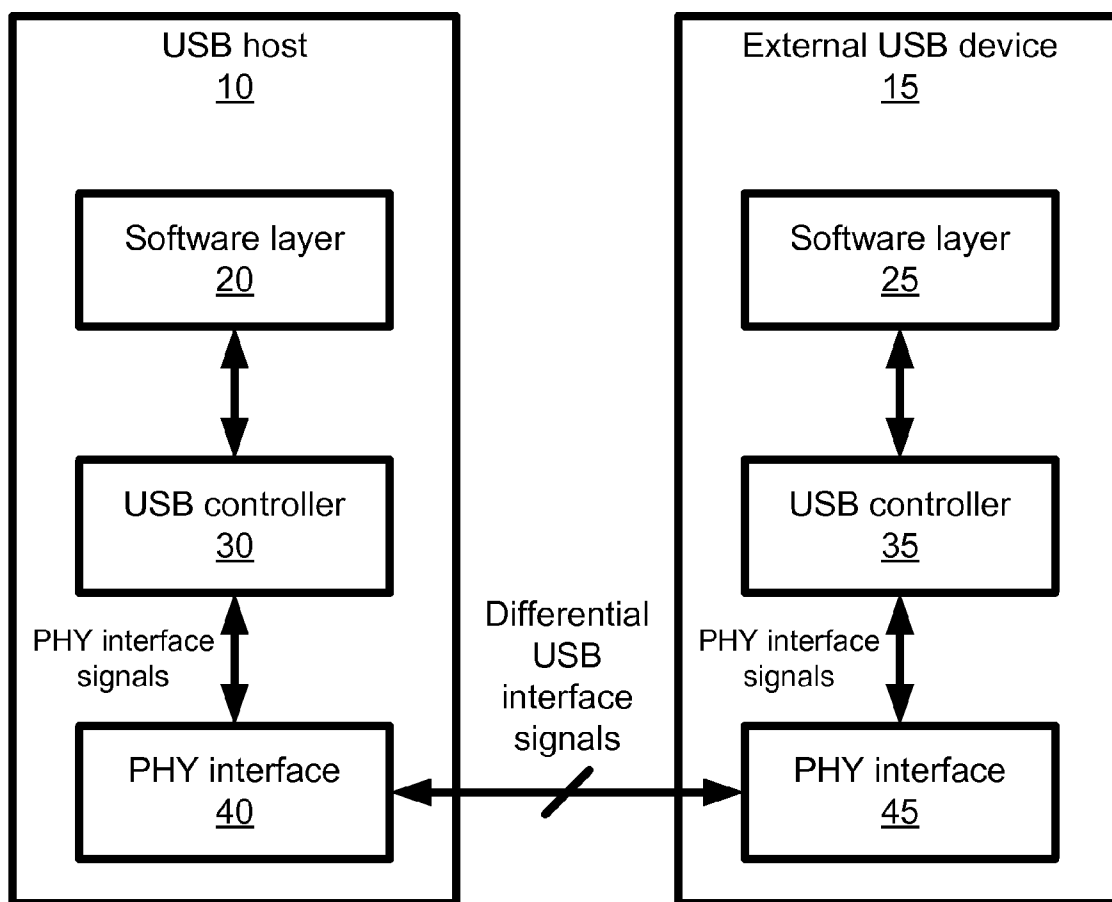 USB host
10
Software layer
20
USB controller
30
PHY interface
signals
PHY interface
40
Differential
USB
interface
signals
External USB device
15
Software layer
25
USB controller
35
PHY interface
signals
PHY interface
45